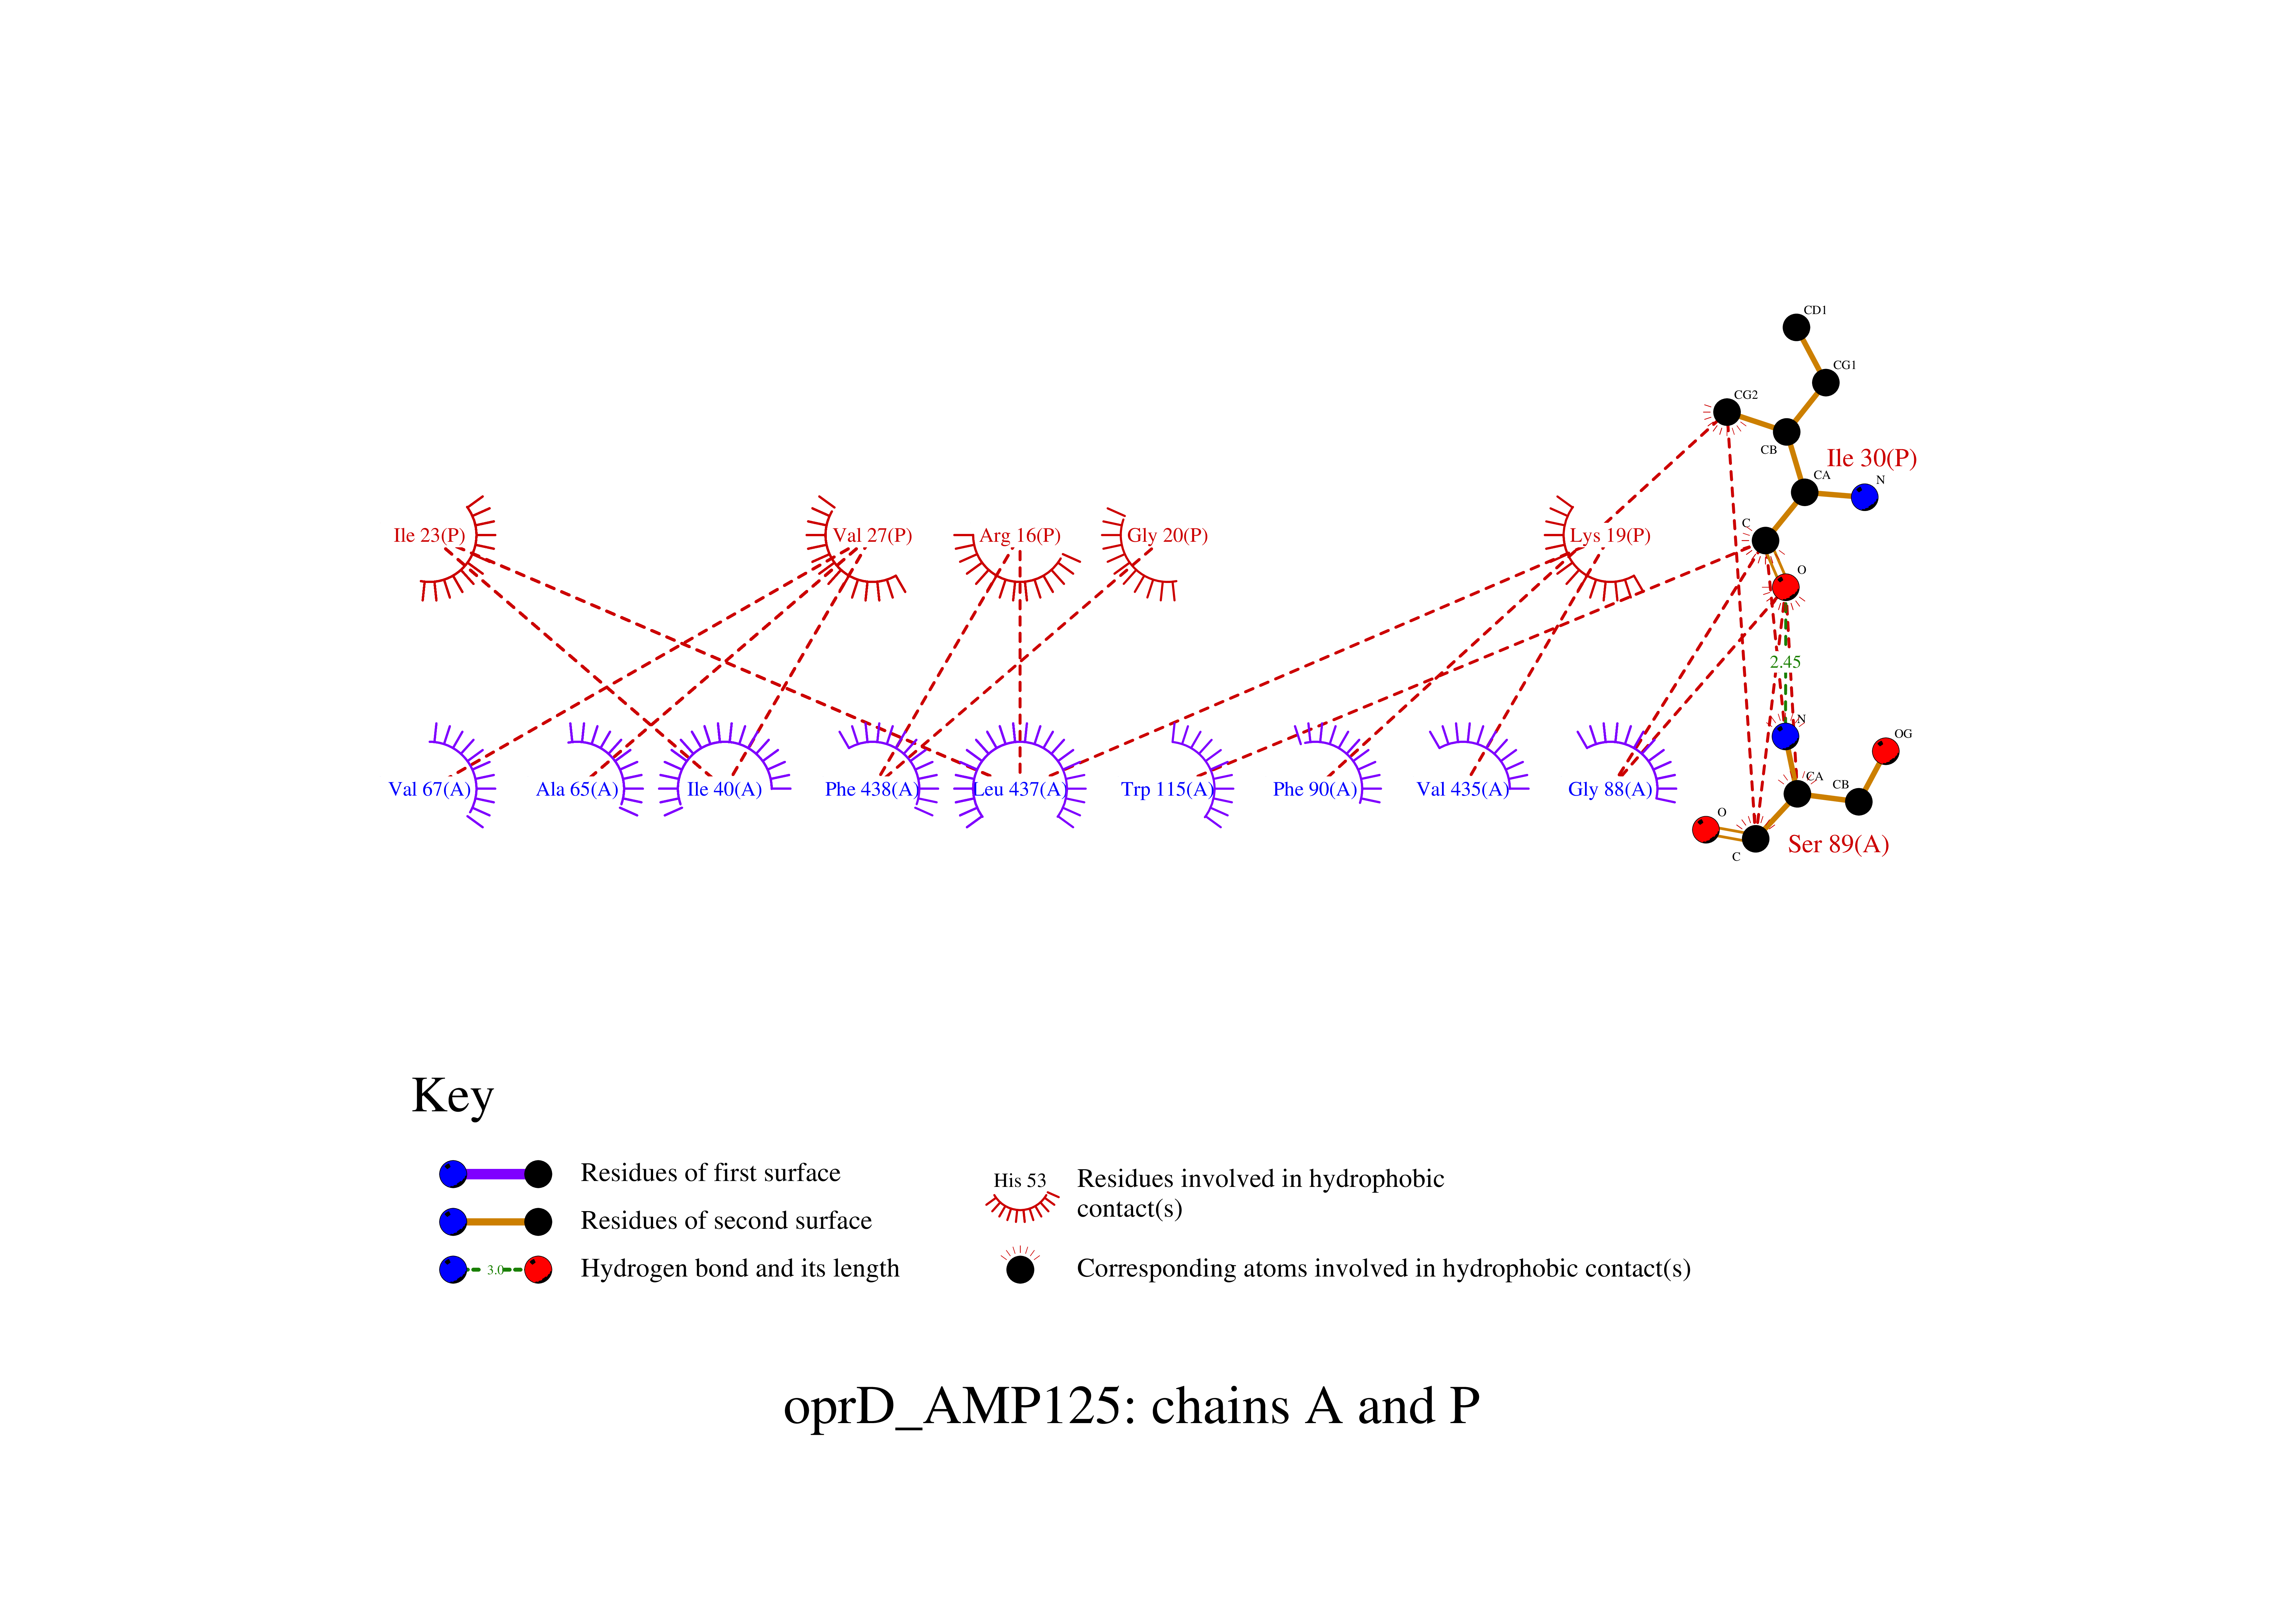 CD1
CG1
CG2
CB
Ile 30(P)
CA
N
C
Ile 23(P)
Val 27(P)
Arg 16(P)
Gly 20(P)
Lys 19(P)
O
2.45
N
OG
CA
CB
Val 67(A)
Ala 65(A)
Ile 40(A)
Phe 438(A)
Leu 437(A)
Trp 115(A)
Phe 90(A)
Val 435(A)
Gly 88(A)
O
C
Ser 89(A)
Key
Residues of first surface
Residues of second surface
3.0
Hydrogen bond and its length
His 53
Residues involved in hydrophobic
contact(s)
Corresponding atoms involved in hydrophobic contact(s)
oprD_AMP125: chains A and P